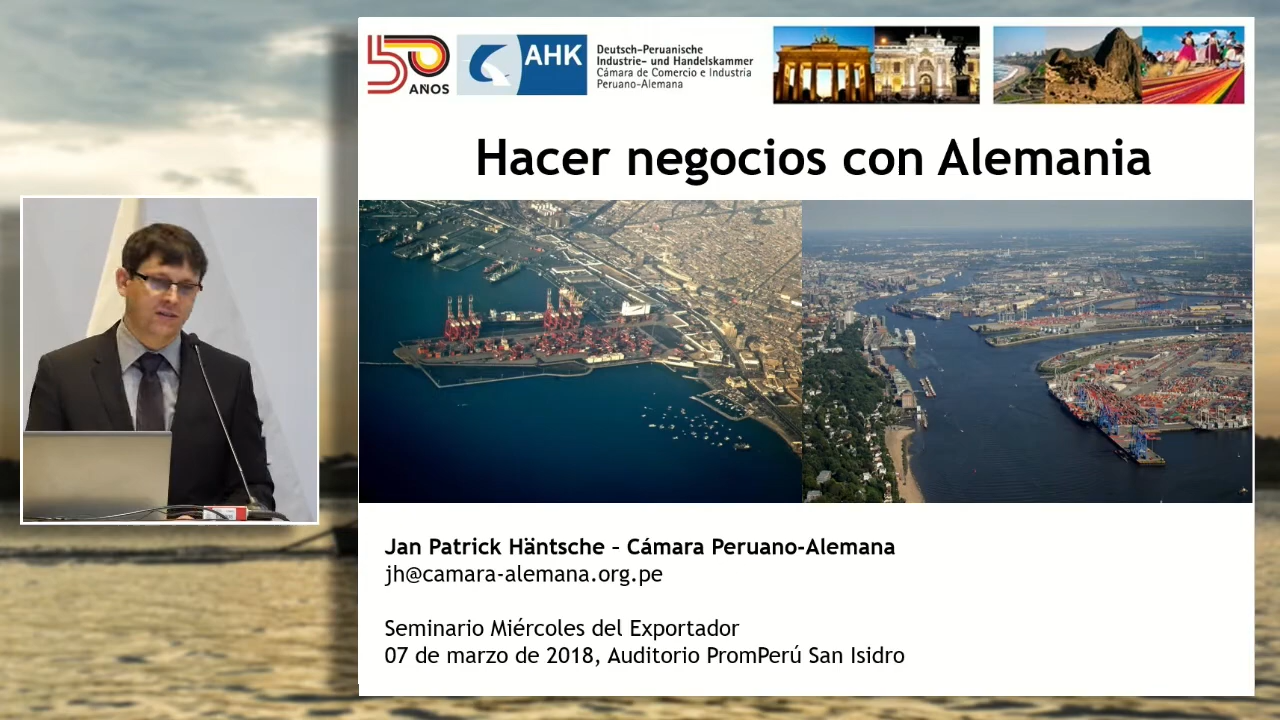 50
AÑOS
AHK
Deutsch-Peruanische
Industrie- und Handelskammer
Cámara de Comercio e Industria
Peruano-Alemana
Hacer negocios con Alemania
Jan Patrick Häntsche – Cámara Peruano-Alemana
jh@camara-alemana.org.pe
Seminario Miércoles del Exportador
07 de marzo de 2018, Auditorio PromPerú San Isidro